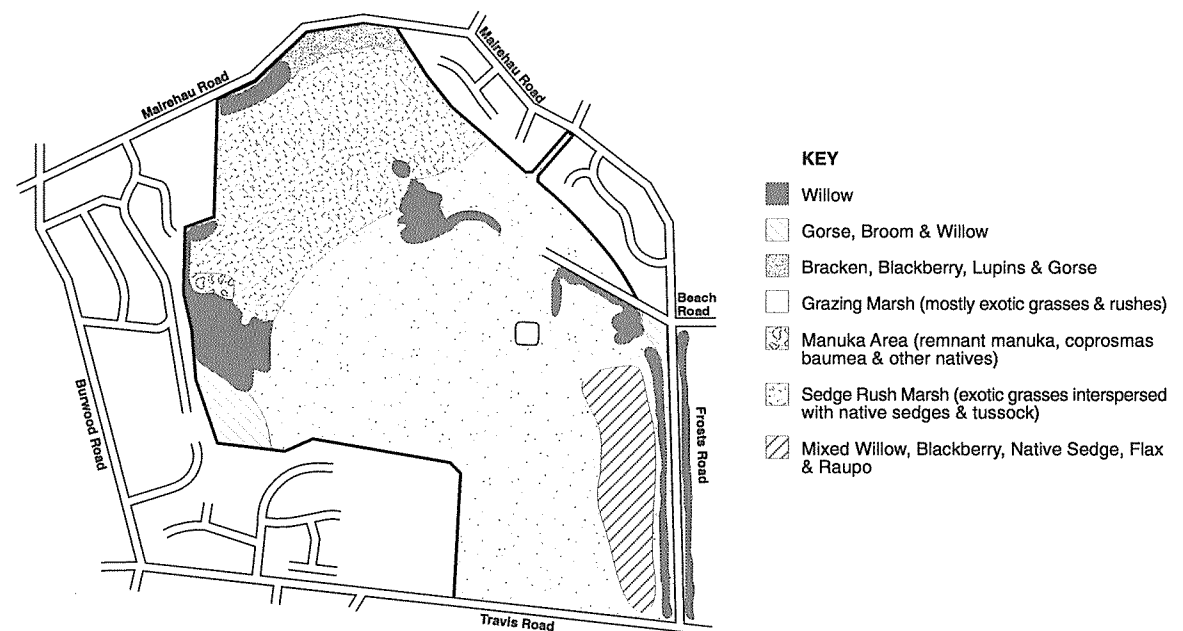 Mairehau Road
Mairehau Road
Burwood Road
Beach
Road
Frosts Road
Travis Road
KEY
Willow
Gorse, Broom & Willow
Bracken, Blackberry, Lupins & Gorse
Grazing Marsh (mostly exotic grasses & rushes)
Manuka Area (remnant manuka, coprosmas
baumea & other natives)
Sedge Rush Marsh (exotic grasses interspersed
with native sedges & tussock)
Mixed Willow, Blackberry, Native Sedge, Flax
& Raupo